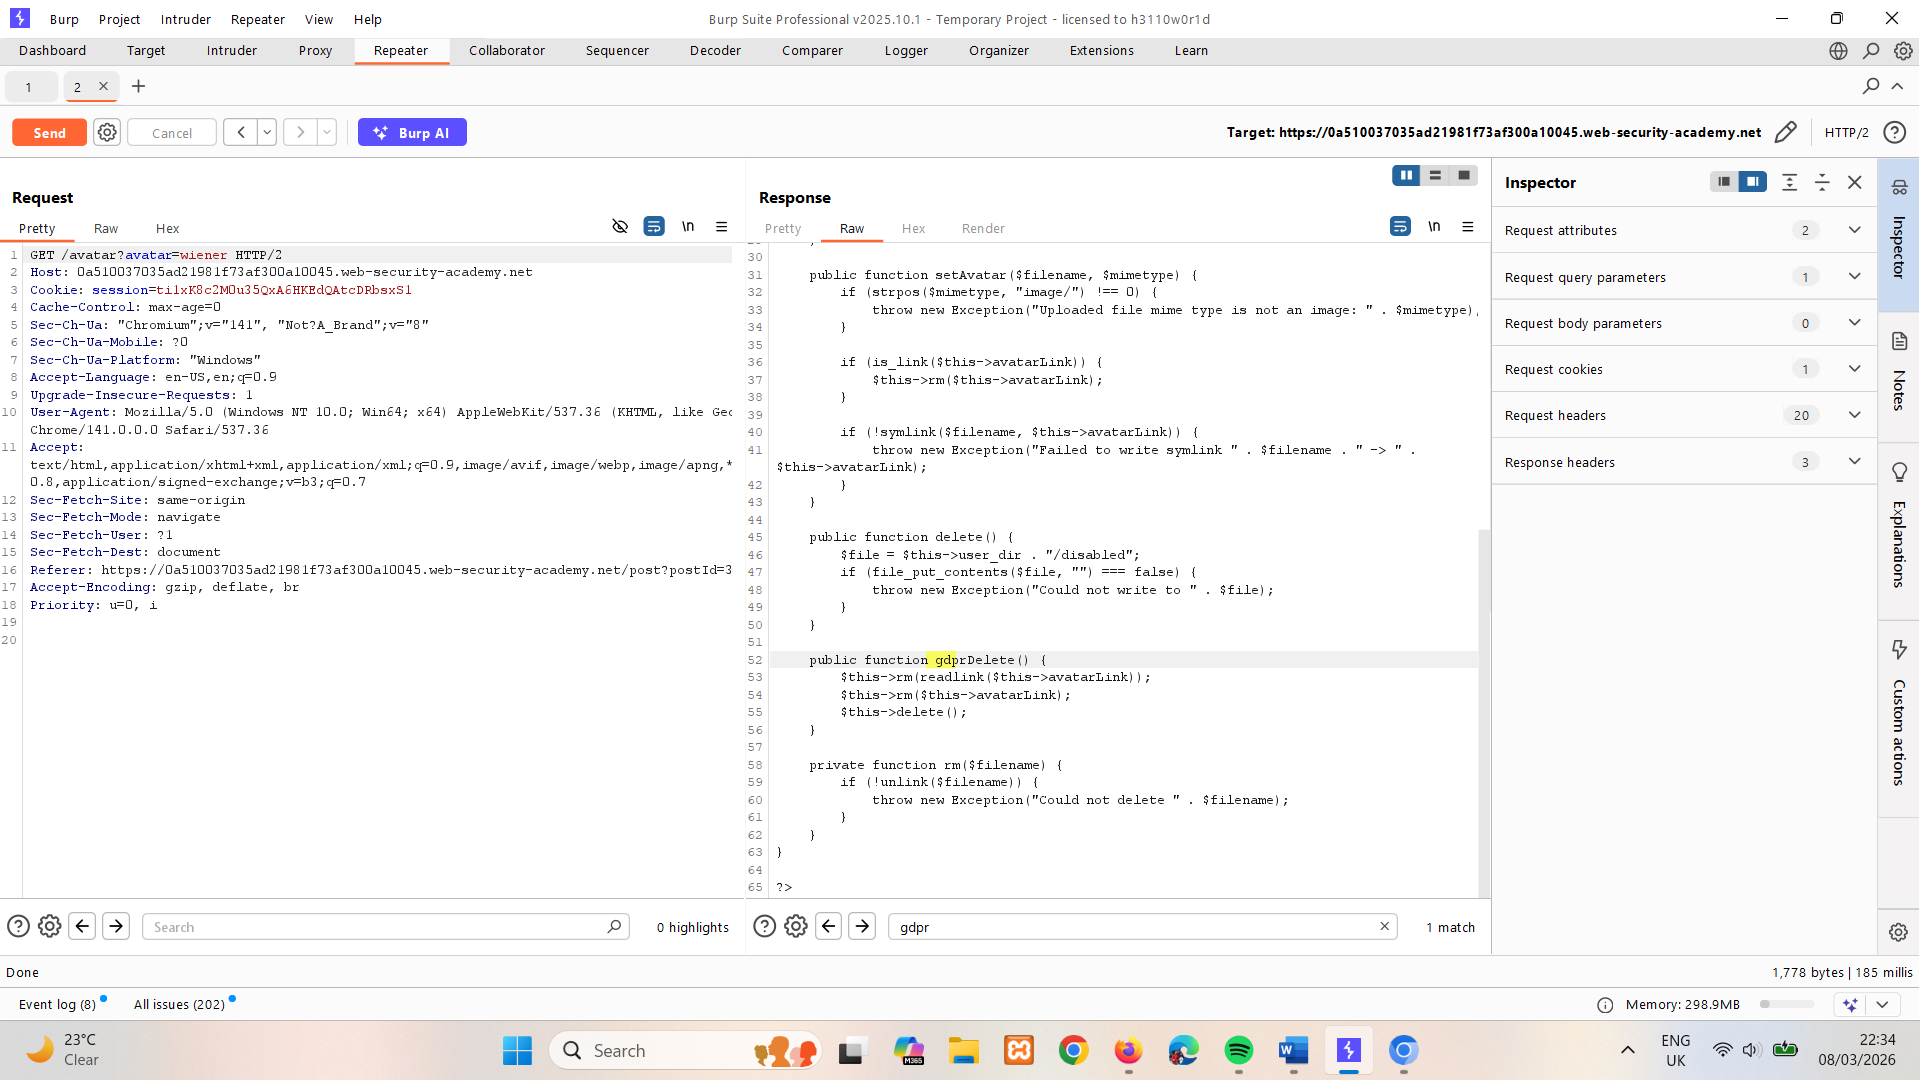 Burp Project Intruder Repeater View Help
Burp Suite Professional v2025.10.1 - Temporary Project - licensed to h3110w0r1d
Dashboard Target Intruder Proxy Repeater Collaborator Sequencer Decoder Comparer Logger Organizer Extensions Learn
1 2 × +
Send Cancel < > Burp AI
Target: https://0a510037035ad21981f73af300a10045.web-security-academy.net HTTP/2
Request
Pretty Raw Hex
\n
1 GET /avatar?avatar=wiener HTTP/2
2 Host: 0a510037035ad21981f73af300a10045.web-security-academy.net
3 Cookie: session=ti1xK8c2MOu35QxA6HKEdQAtcDRbsxS1
4 Cache-Control: max-age=0
5 Sec-Ch-Ua: "Chromium";v="141", "Not?A_Brand";v="8"
6 Sec-Ch-Ua-Mobile: ?0
7 Sec-Ch-Ua-Platform: "Windows"
8 Accept-Language: en-US,en;q=0.9
9 Upgrade-Insecure-Requests: 1
10 User-Agent: Mozilla/5.0 (Windows NT 10.0; Win64; x64) AppleWebKit/537.36 (KHTML, like Gec
Chrome/141.0.0.0 Safari/537.36
11 Accept:
text/html,application/xhtml+xml,application/xml;q=0.9,image/avif,image/webp,image/apng,*
0.8,application/signed-exchange;v=b3;q=0.7
12 Sec-Fetch-Site: same-origin
13 Sec-Fetch-Mode: navigate
14 Sec-Fetch-User: ?1
15 Sec-Fetch-Dest: document
16 Referer: https://0a510037035ad21981f73af300a10045.web-security-academy.net/post?postId=3
17 Accept-Encoding: gzip, deflate, br
18 Priority: u=0, i
19
20
Search
0 highlights
Response
Pretty Raw Hex Render
\n
30
31 public function setAvatar($filename, $mimetype) {
32 if (strpos($mimetype, "image/") !== 0) {
33 throw new Exception("Uploaded file mime type is not an image: " . $mimetype)
34 }
35
36 if (is_link($this->avatarLink)) {
37 $this->rm($this->avatarLink);
38 }
39
40 if (!symlink($filename, $this->avatarLink)) {
41 throw new Exception("Failed to write symlink " . $filename . " -> " .
$this->avatarLink);
42 }
43 }
44
45 public function delete() {
46 $file = $this->user_dir . "/disabled";
47 if (file_put_contents($file, "") === false) {
48 throw new Exception("Could not write to " . $file);
49 }
50 }
51
52 public function gdprDelete() {
53 $this->rm(readlink($this->avatarLink));
54 $this->rm($this->avatarLink);
55 $this->delete();
56 }
57
58 private function rm($filename) {
59 if (!unlink($filename)) {
60 throw new Exception("Could not delete " . $filename);
61 }
62 }
63 }
64
65 ?>
gdpr
1 match
Inspector
Request attributes 2
Request query parameters 1
Request body parameters 0
Request cookies 1
Request headers 20
Response headers 3
Inspector
Notes
Explanations
Custom actions
Done
1,778 bytes | 185 millis
Event log (8) All issues (202)
Memory: 298.9MB
23°C
Clear
M365
Search
ENG
UK
22:34
08/03/2026